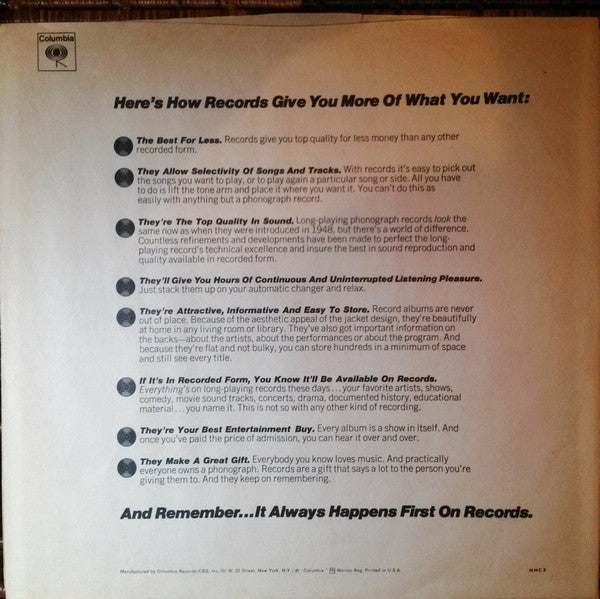 Columbia
Here's How Records Give You More Of What You Want:
The Best For Less. Records give you top quality for less money than any other
recorded form.
They Allow Selectivity Of Songs And Tracks. With records it's easy to pick out
the songs you want to play, or to play again a particular song or side. All you have
to do is lift the tone arm and place it where you want it. You can't do this as
easily with anything but a phonograph record.
They're The Top Quality In Sound. Long-playing phonograph records look the
same now as when they were introduced in 1948, but there's a world of difference.
Countless refinements and developments have been made to perfect the long-
playing record's technical excellence and insure the best in sound reproduction and
quality available in recorded form.
They'll Give You Hours Of Continuous And Uninterrupted Listening Pleasure.
Just stack them up on your automatic changer and relax.
They're Attractive, Informative And Easy To Store. Record albums are never
out of place. Because of the aesthetic appeal of the jacket design, they're beautifully
at home in any living room or library. They've also got important information on
the backs—about the artists, about the performances or about the program. And
because they're flat and not bulky, you can store hundreds in a minimum of space
and still see every title.
If It's In Recorded Form, You Know It'll Be Available On Records.
Everything's on long-playing records these days...your favorite artists, shows,
comedy, movie sound tracks, concerts, drama, documented history, educational
material...you name it. This is not so with any other kind of recording.
They're Your Best Entertainment Buy. Every album is a show in itself. And
once you've paid the price of admission, you can hear it over and over.
They Make A Great Gift. Everybody you know loves music. And practically
everyone owns a phonograph. Records are a gift that says a lot to the person you're
giving them to. And they keep on remembering.
And Remember...It Always Happens First On Records.
Manufactured by Columbia Records/CBS, Inc./51 W. 52 Street, New York, N.Y./® "Columbia," Marcas Reg. Printed in U.S.A.